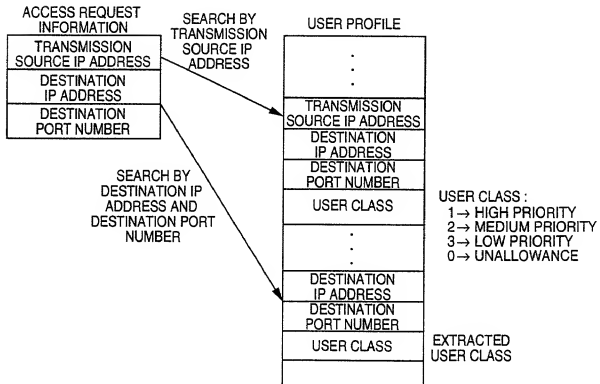 ACCESS REQUEST
INFORMATION
TRANSMISSION
SOURCE IP ADDRESS
DESTINATION
IP ADDRESS
DESTINATION
PORT NUMBER
SEARCH BY
TRANSMISSION
SOURCE IP
ADDRESS
SEARCH BY
DESTINATION IP
ADDRESS AND
DESTINATION PORT
NUMBER
USER PROFILE
TRANSMISSION
SOURCE IP ADDRESS
DESTINATION
IP ADDRESS
DESTINATION
PORT NUMBER
USER CLASS
DESTINATION
IP ADDRESS
DESTINATION
PORT NUMBER
USER CLASS
USER CLASS :
1→ HIGH PRIORITY
2→ MEDIUM PRIORITY
3→ LOW PRIORITY
0→ UNALLOWANCE
EXTRACTED
USER CLASS